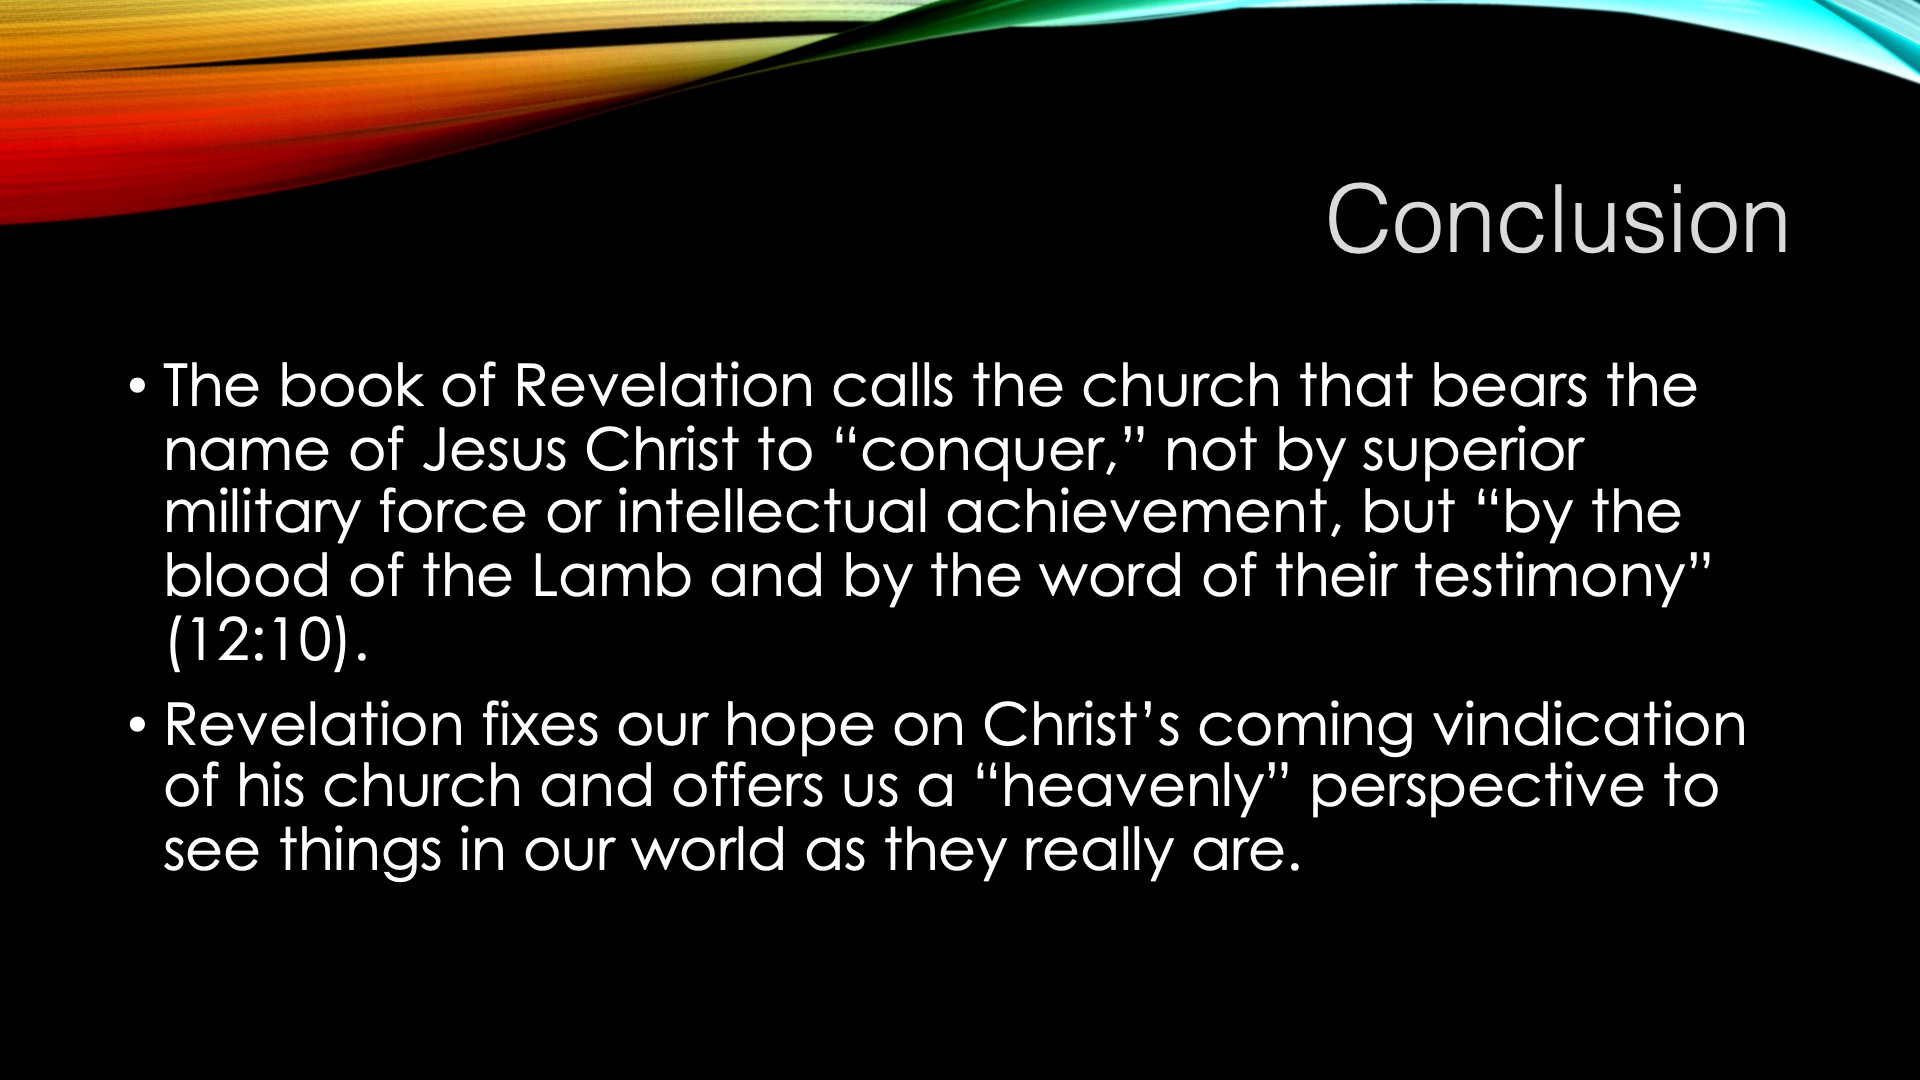 Conclusion
• The book of Revelation calls the church that bears the
name of Jesus Christ to “conquer,” not by superior
military force or intellectual achievement, but “by the
blood of the Lamb and by the word of their testimony”
(12:10).
• Revelation fixes our hope on Christ’s coming vindication
of his church and offers us a “heavenly” perspective to
see things in our world as they really are.